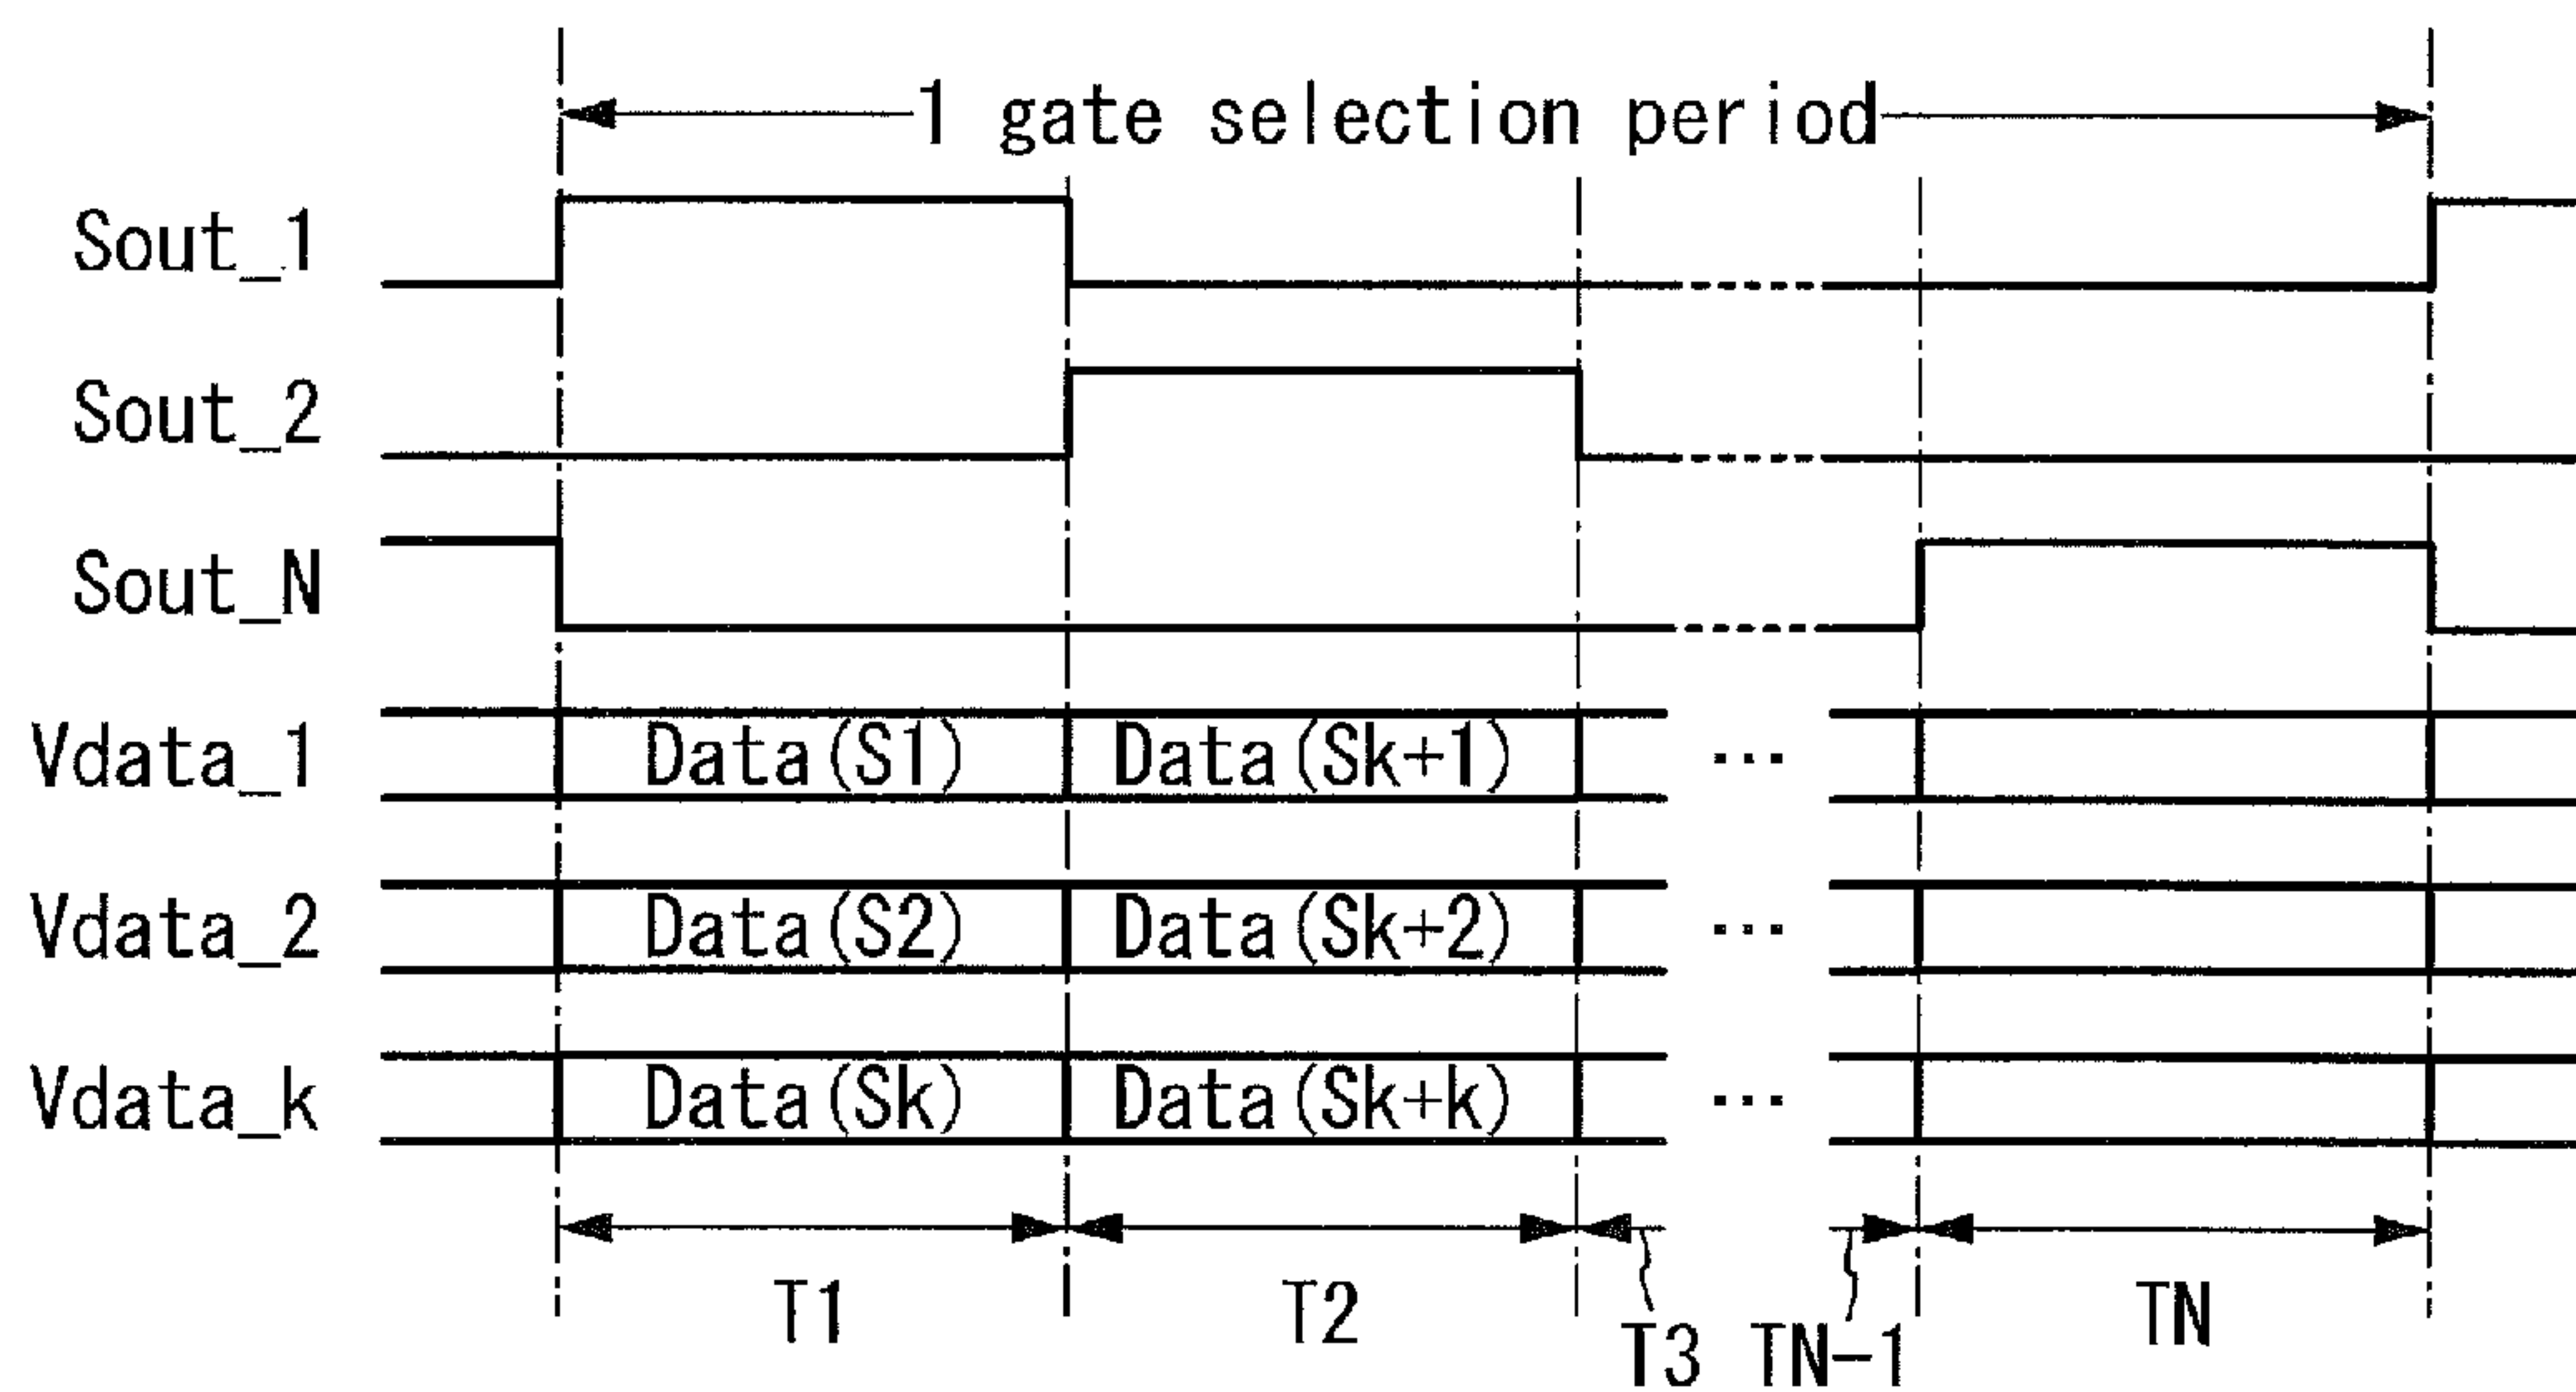 1 gate selection period
Sout_1
Sout_2
Sout_N
Vdata_1 Data(S1) Data(Sk+1) ...
Vdata_2 Data(S2) Data(Sk+2) ...
Vdata_k Data(Sk) Data(Sk+k) ...
T1 T2 T3 TN-1 TN